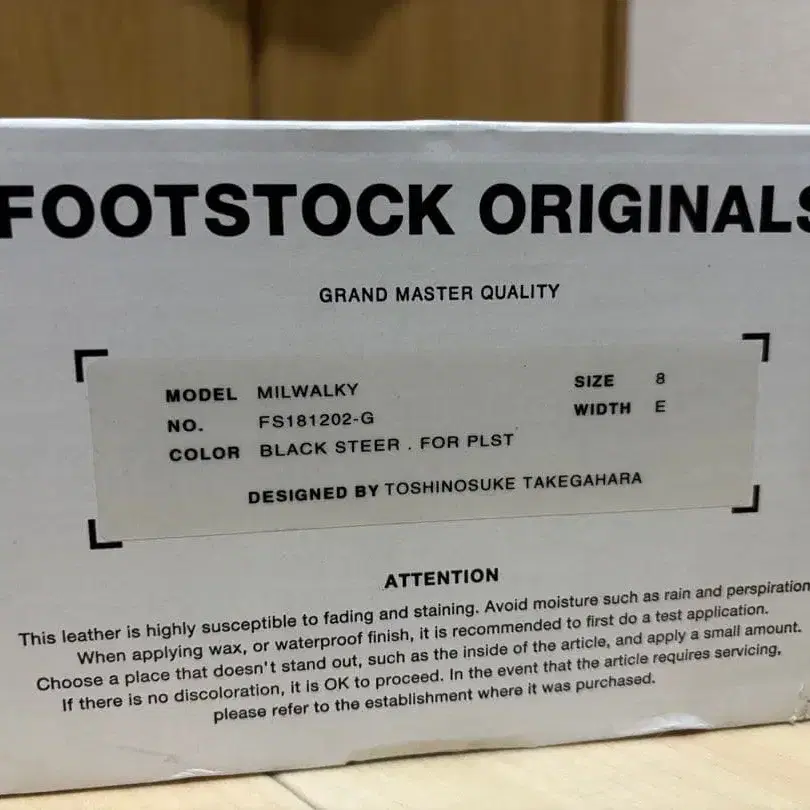 FOOTSTOCK ORIGINALS
GRAND MASTER QUALITY
MODEL MILWALKY
NO. FS181202-G
COLOR BLACK STEER . FOR PLST
SIZE 8
WIDTH E
DESIGNED BY TOSHINOSUKE TAKEGAHARA
ATTENTION
This leather is highly susceptible to fading and staining. Avoid moisture such as rain and perspiration
When applying wax, or waterproof finish, it is recommended to first do a test application.
Choose a place that doesn't stand out, such as the inside of the article, and apply a small amount.
If there is no discoloration, it is OK to proceed. In the event that the article requires servicing,
please refer to the establishment where it was purchased.